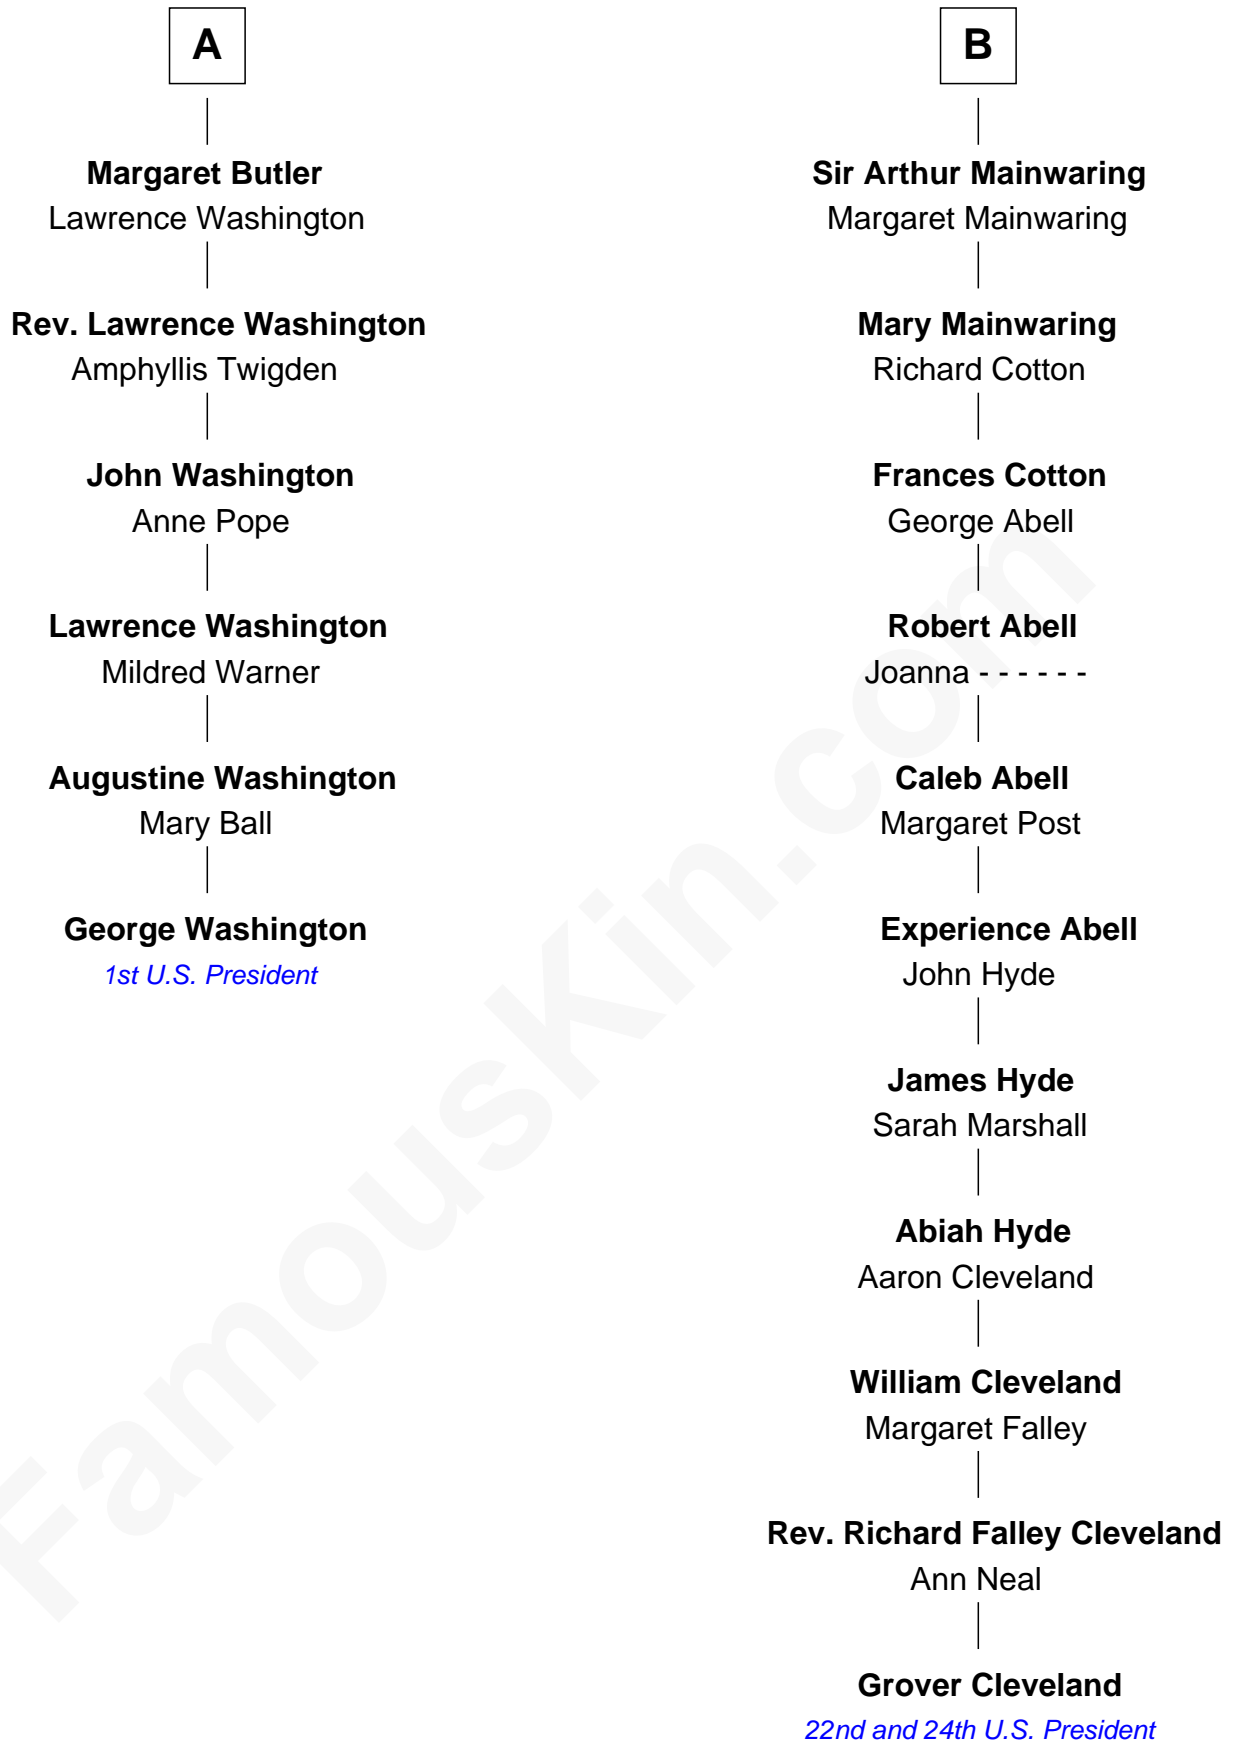 A
Margaret Butler
Lawrence Washington
Rev. Lawrence Washington
Amphyllis Twigden
John Washington
Anne Pope
Lawrence Washington
Mildred Warner
Augustine Washington
Mary Ball
George Washington
1st U.S. President
B
Sir Arthur Mainwaring
Margaret Mainwaring
Mary Mainwaring
Richard Cotton
Frances Cotton
George Abell
Robert Abell
Joanna - - - - - -
Caleb Abell
Margaret Post
Experience Abell
John Hyde
James Hyde
Sarah Marshall
Abiah Hyde
Aaron Cleveland
William Cleveland
Margaret Falley
Rev. Richard Falley Cleveland
Ann Neal
Grover Cleveland
22nd and 24th U.S. President
FamousKin.com